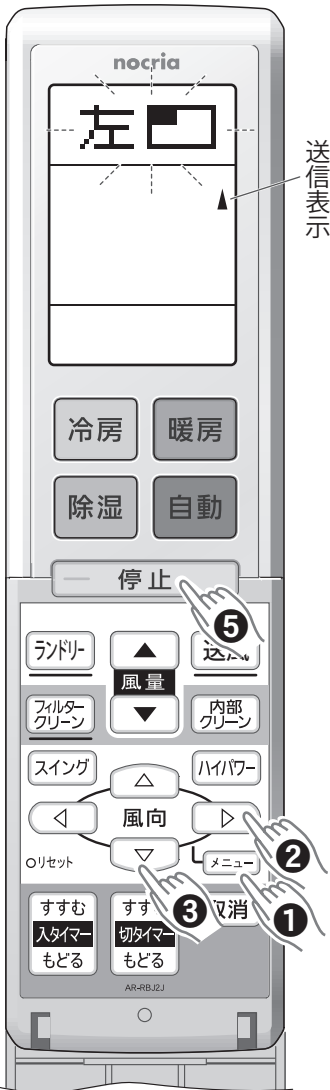 nocria
左
送信表示
冷房
暖房
除湿
自動
停止
❺
ランドリー
風量
フィルター
クリーン
内部
クリーン
スイング
ハイパワー
風向
❷
リセット
メニュー
❸
❶
すすむ
入タイマー
もどる
すす
切タイマー
もどる
取消
AR-RBJ2J